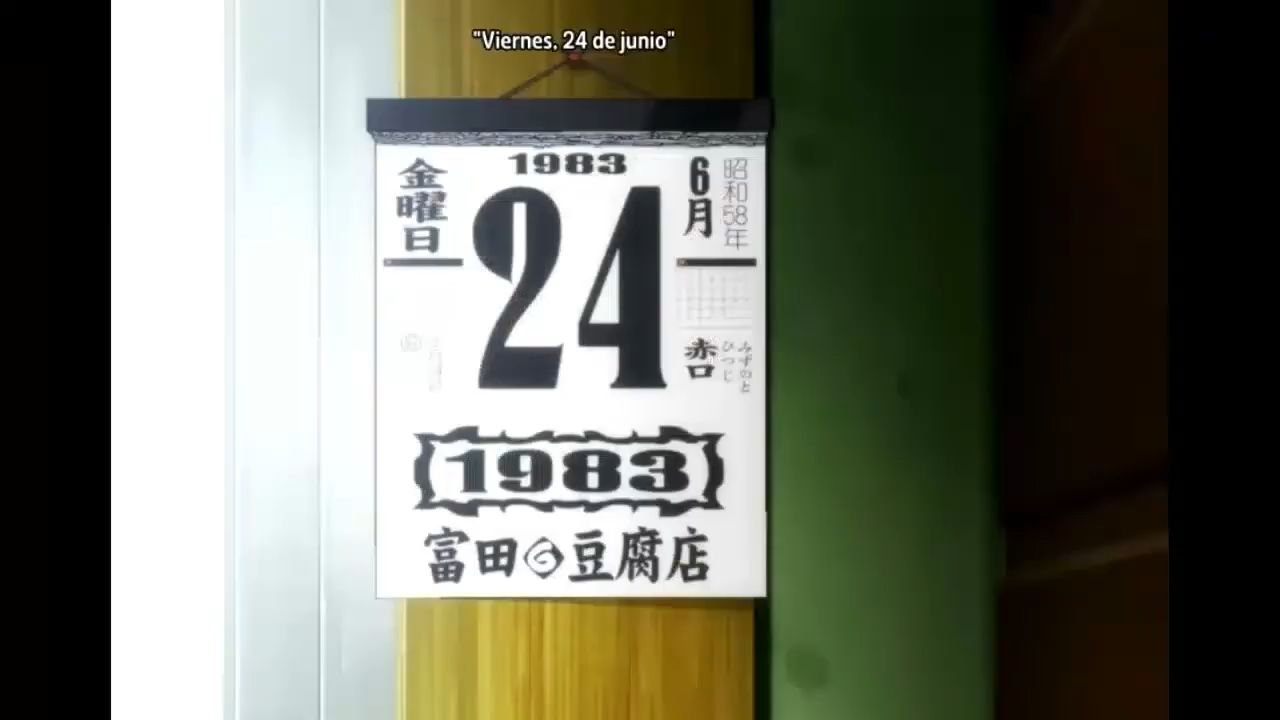 "Viernes, 24 de junio"
1983
金曜日
24
6月
昭和58年
赤口
みずのと
ひつじ
1983
富田豆腐店